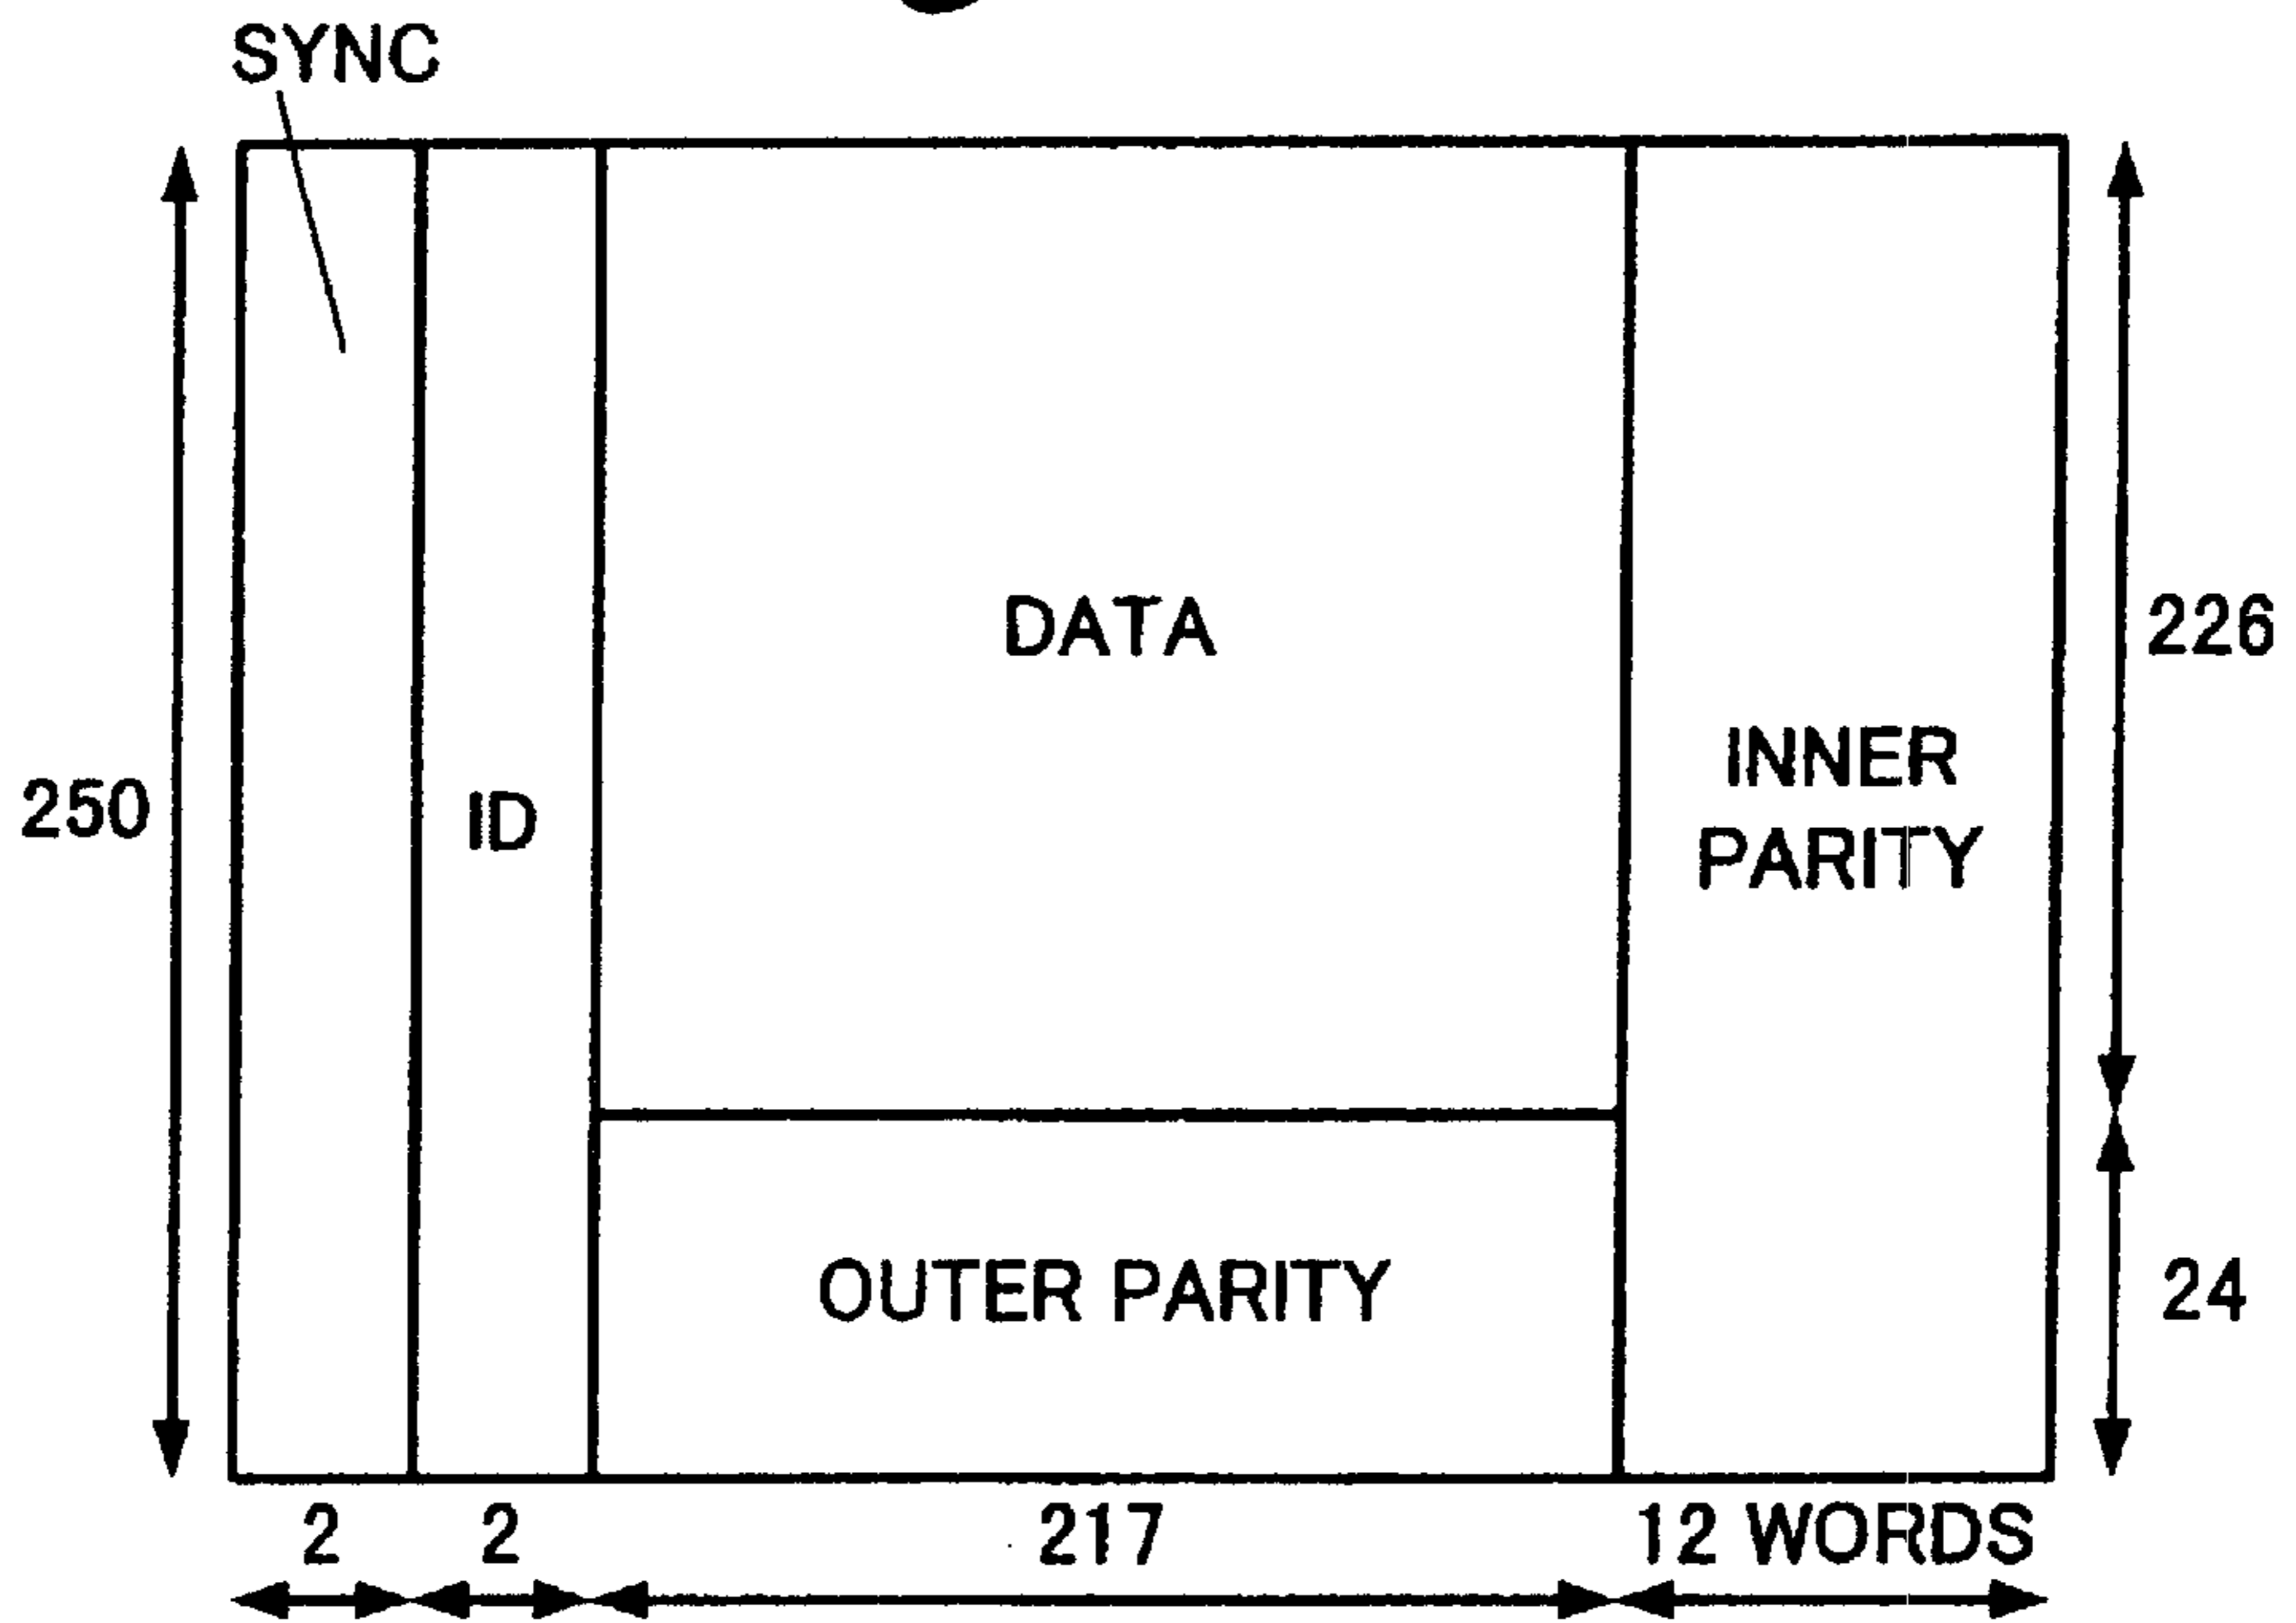 SYNC
DATA
226
INNER
PARITY
250
ID
OUTER PARITY
24
2
2
217
12 WORDS